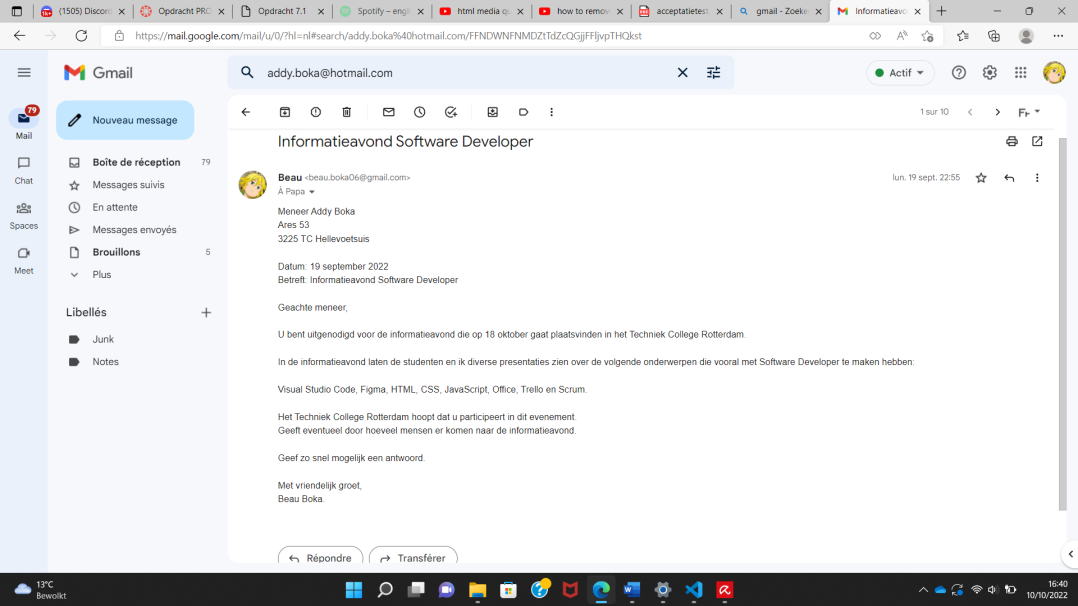 (1505) Discord
Opdracht PRO
Opdracht 7.1
Spotify – engl
html media qu
how to remov
acceptatietest.
gmail - Zoeke
Informatieavo
https://mail.google.com/mail/u/0/?hl=nl#search/addy.boka%40hotmail.com/FFNDWNFNMDZtTdZcQGjjFFljvpTHQkst
Gmail
addy.boka@hotmail.com
Actif
79
Mail
Chat
Spaces
Meet
Nouveau message
Boîte de réception 79
Messages suivis
En attente
Messages envoyés
Brouillons 5
Plus
Libellés
Junk
Notes
1 sur 10
Fr
Informatieavond Software Developer
Beau <beau.boka06@gmail.com>
lun. 19 sept. 22:55
À Papa
Meneer Addy Boka
Ares 53
3225 TC Hellevoetsuis
Datum: 19 september 2022
Betreft: Informatieavond Software Developer
Geachte meneer,
U bent uitgenodigd voor de informatieavond die op 18 oktober gaat plaatsvinden in het Techniek College Rotterdam.
In de informatieavond laten de studenten en ik diverse presentaties zien over de volgende onderwerpen die vooral met Software Developer te maken hebben:
Visual Studio Code, Figma, HTML, CSS, JavaScript, Office, Trello en Scrum.
Het Techniek College Rotterdam hoopt dat u participeert in dit evenement.
Geeft eventueel door hoeveel mensen er komen naar de informatieavond.
Geef zo snel mogelijk een antwoord.
Met vriendelijk groet,
Beau Boka.
Répondre
Transférer
13°C
Bewolkt
16:40
10/10/2022